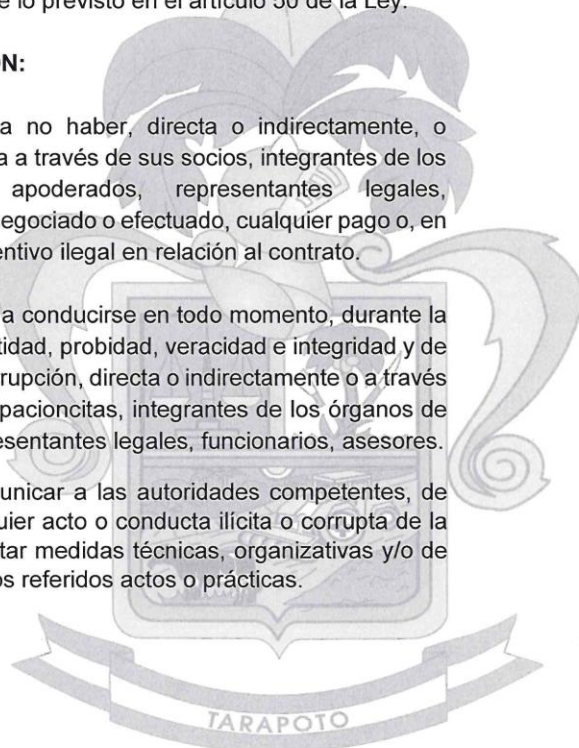 e lo previsto en el artículo 50 de la Ley.
ÓN:
a no haber, directa o indirectamente, o
a a través de sus socios, integrantes de los
apoderados, representantes legales,
egociado o efectuado, cualquier pago o, en
entivo ilegal en relación al contrato.
a conducirse en todo momento, durante la
tidad, probidad, veracidad e integridad y de
rrupción, directa o indirectamente o a través
pacioncitas, integrantes de los órganos de
esentantes legales, funcionarios, asesores.
unicar a las autoridades competentes, de
uier acto o conducta ilícita o corrupta de la
tar medidas técnicas, organizativas y/o de
os referidos actos o prácticas.
TARAPOTO